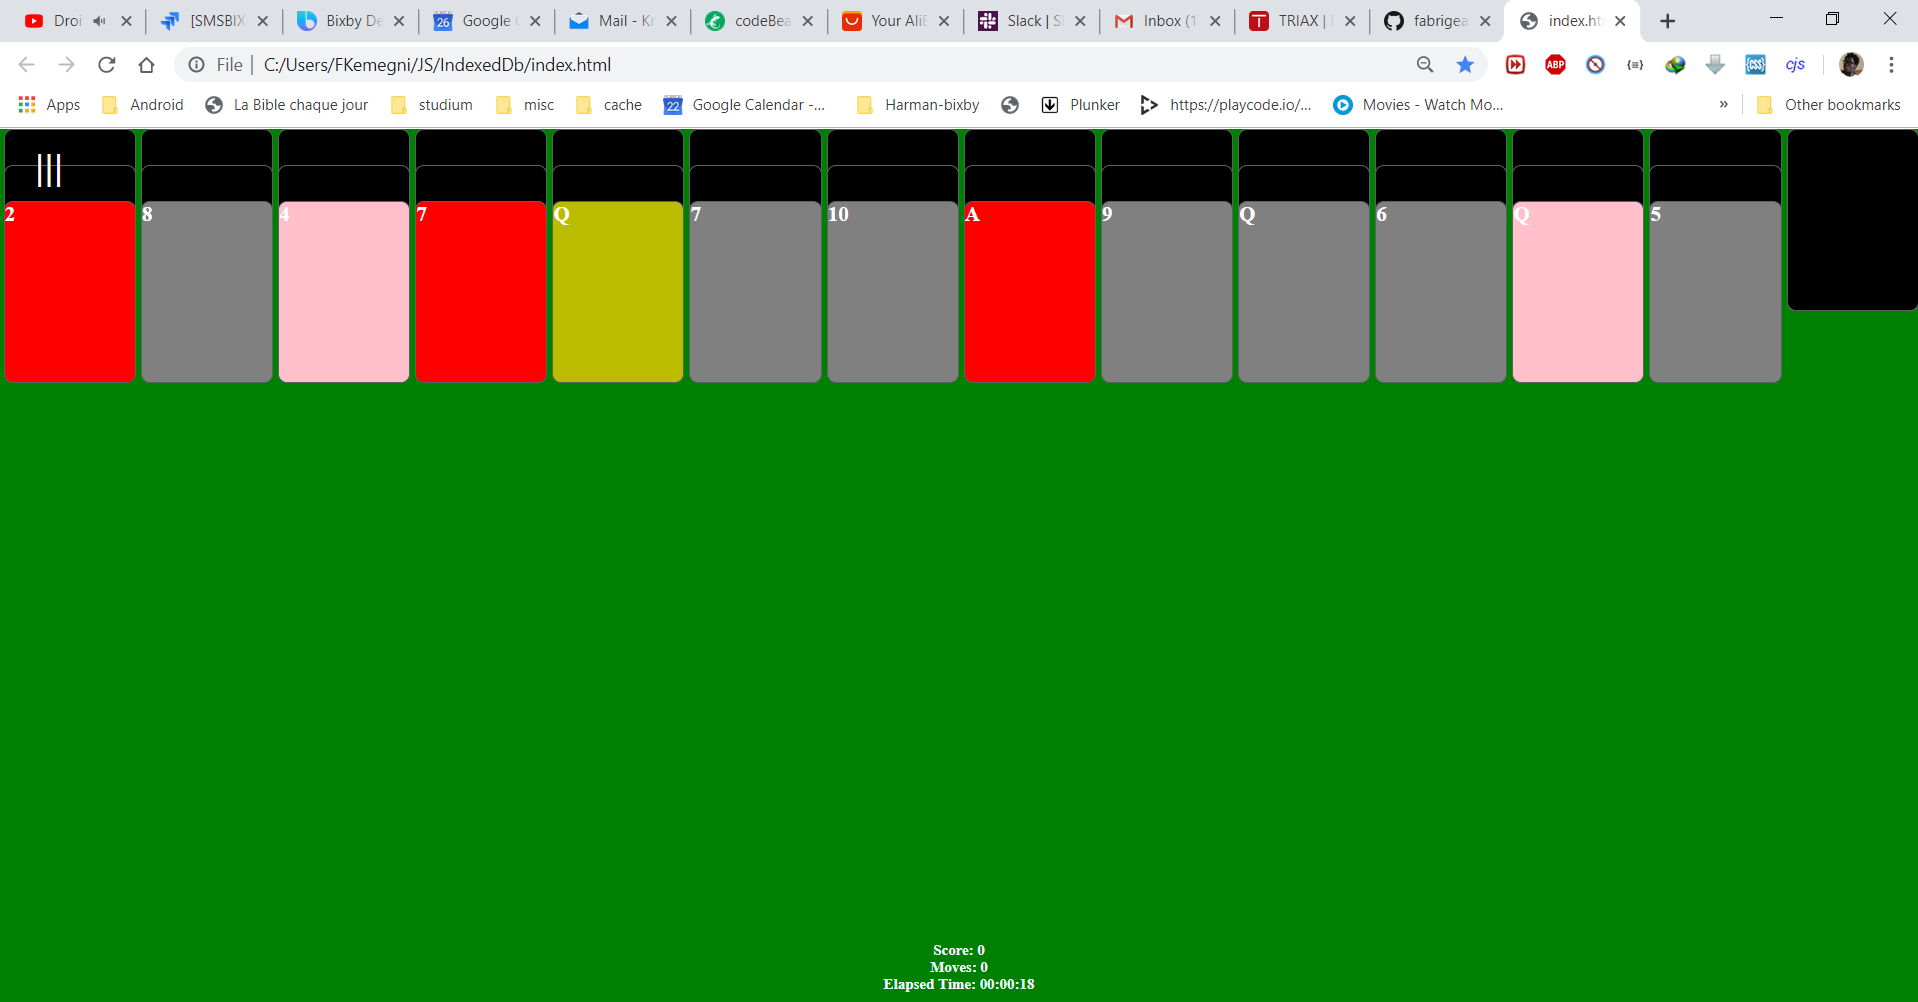 Droi [SMSBIX Bixby De Google C Mail - Kr codeBea Your AliE Slack | S Inbox (1 TRIAX | fabrigea index.ht
File | C:/Users/FKemegni/JS/IndexedDb/index.html
Apps Android La Bible chaque jour studium misc cache 22 Google Calendar -... Harman-bixby Plunker https://playcode.io/... Movies - Watch Mo... » Other bookmarks
|||
2 8 4 7 Q 7 10 A 9 Q 6 Q 5
Score: 0
Moves: 0
Elapsed Time: 00:00:18